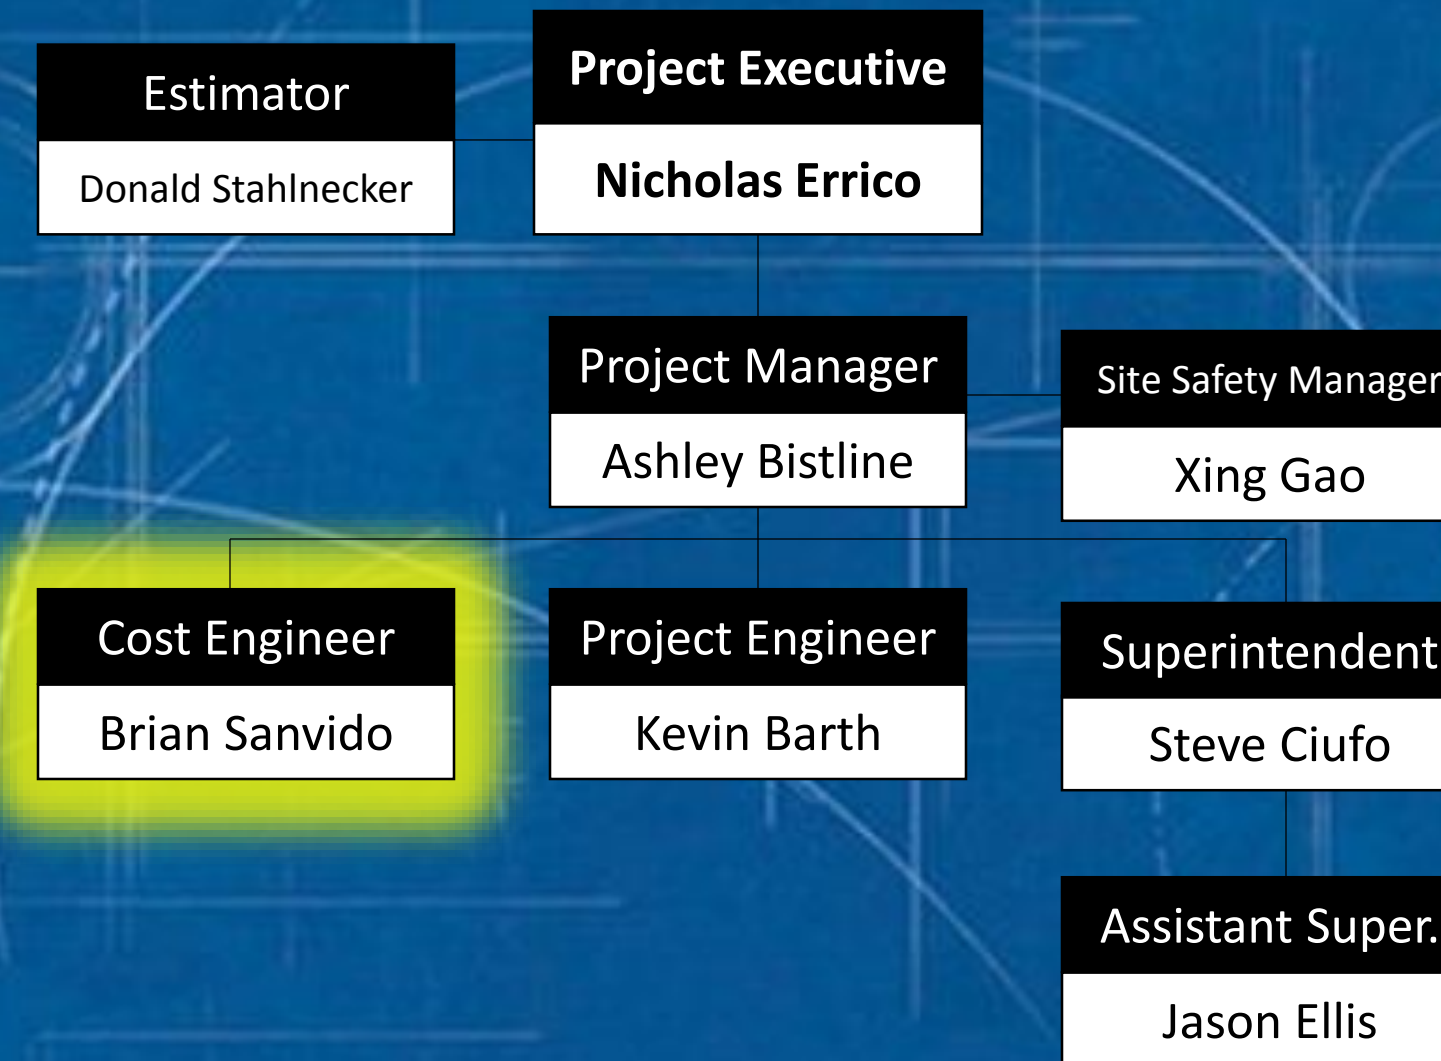 Estimator
Donald Stahlnecker
Project Executive
Nicholas Errico
Project Manager
Ashley Bistline
Site Safety Manager
Xing Gao
Cost Engineer
Brian Sanvido
Project Engineer
Kevin Barth
Superintendent
Steve Ciufo
Assistant Super.
Jason Ellis